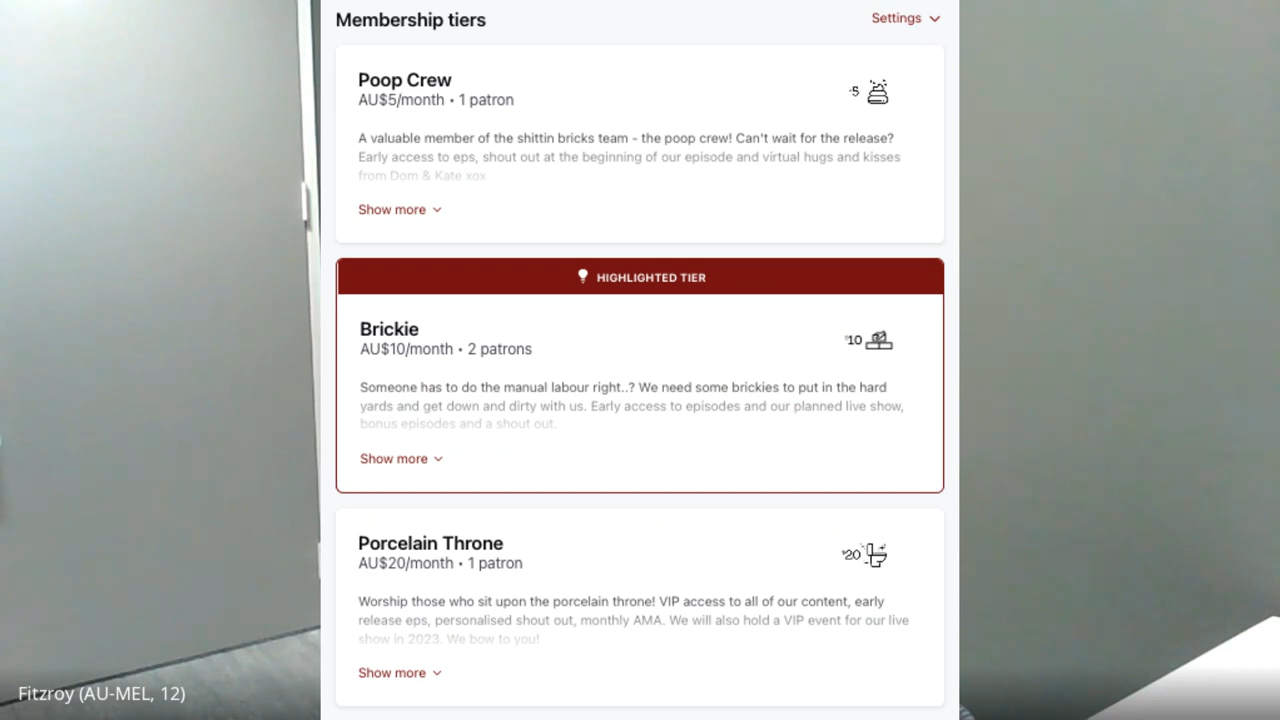 Membership tiers
Settings
Poop Crew
AU$5/month • 1 patron
$5
A valuable member of the shittin bricks team - the poop crew! Can't wait for the release?
Early access to eps, shout out at the beginning of our episode and virtual hugs and kisses
from Dom & Kate xox
Show more
HIGHLIGHTED TIER
Brickie
AU$10/month • 2 patrons
$10
Someone has to do the manual labour right..? We need some brickies to put in the hard
yards and get down and dirty with us. Early access to episodes and our planned live show,
bonus episodes and a shout out.
Show more
Porcelain Throne
AU$20/month • 1 patron
$20
Worship those who sit upon the porcelain throne! VIP access to all of our content, early
release eps, personalised shout out, monthly AMA. We will also hold a VIP event for our live
show in 2023. We bow to you!
Show more
Fitzroy (AU-MEL, 12)